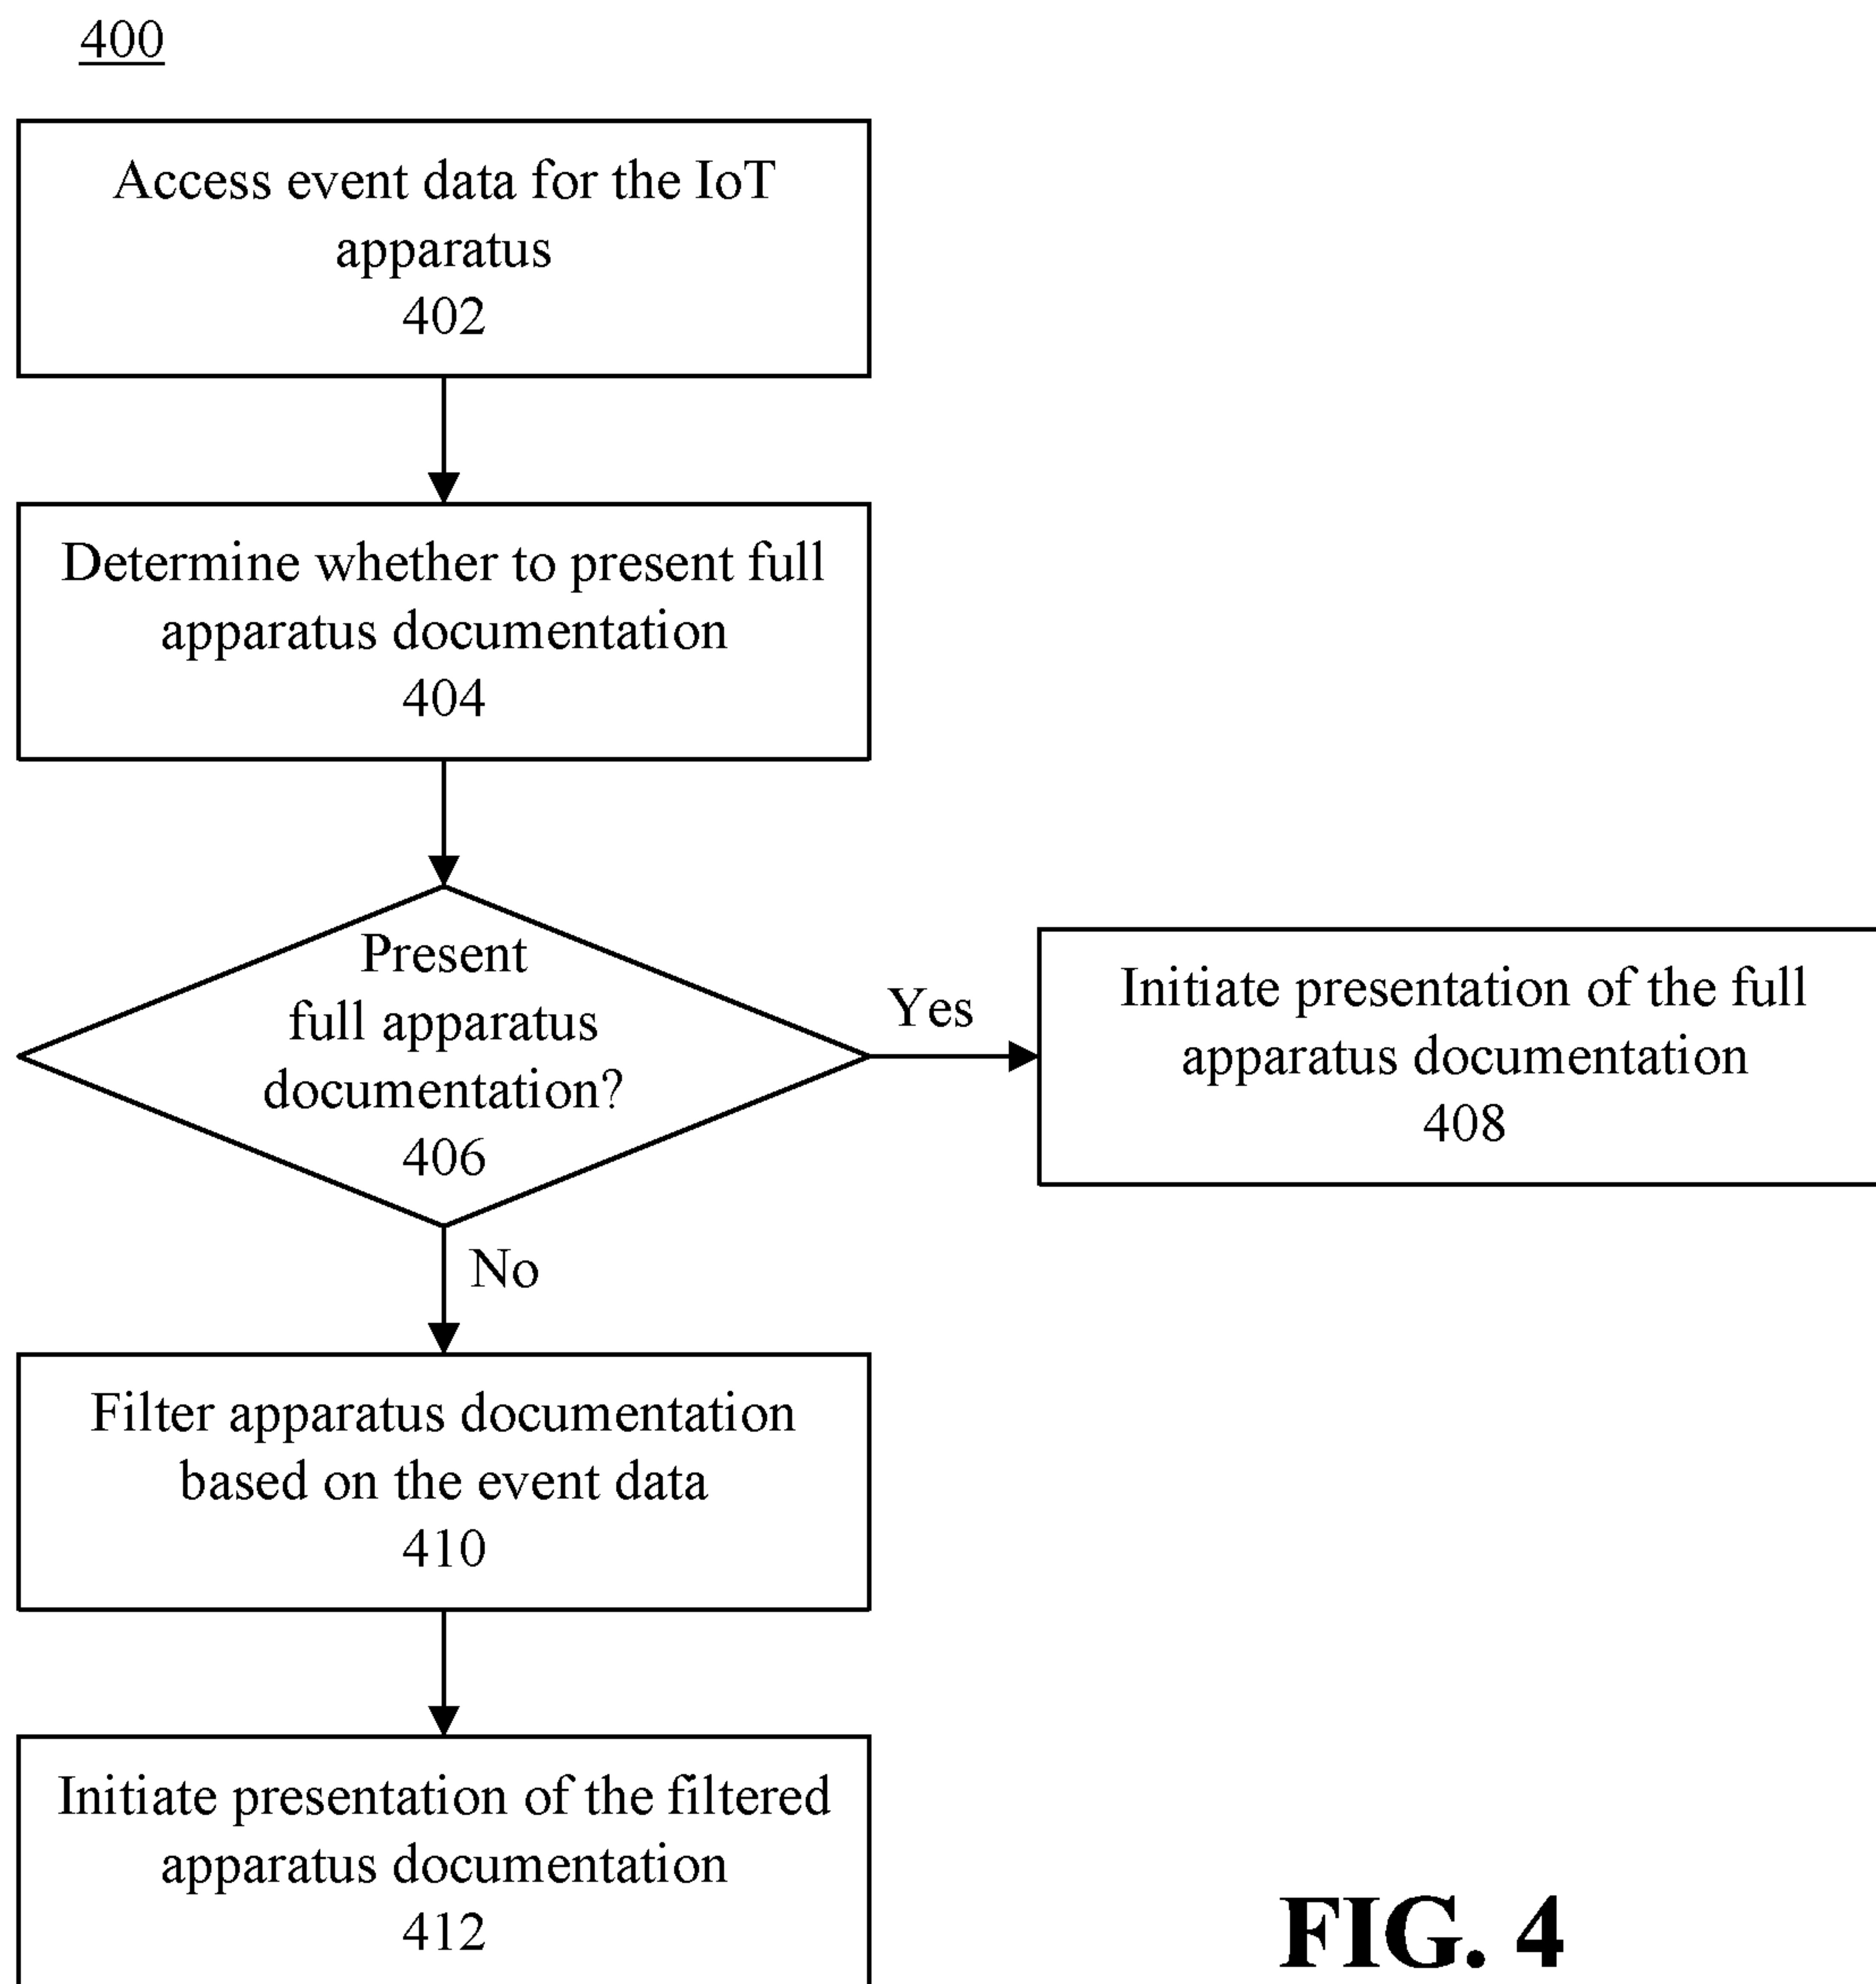 400
Access event data for the IoT
apparatus
402
Determine whether to present full
apparatus documentation
404
Present
full apparatus
documentation?
406
Yes
Initiate presentation of the full
apparatus documentation
408
No
Filter apparatus documentation
based on the event data
410
Initiate presentation of the filtered
apparatus documentation
412
FIG. 4